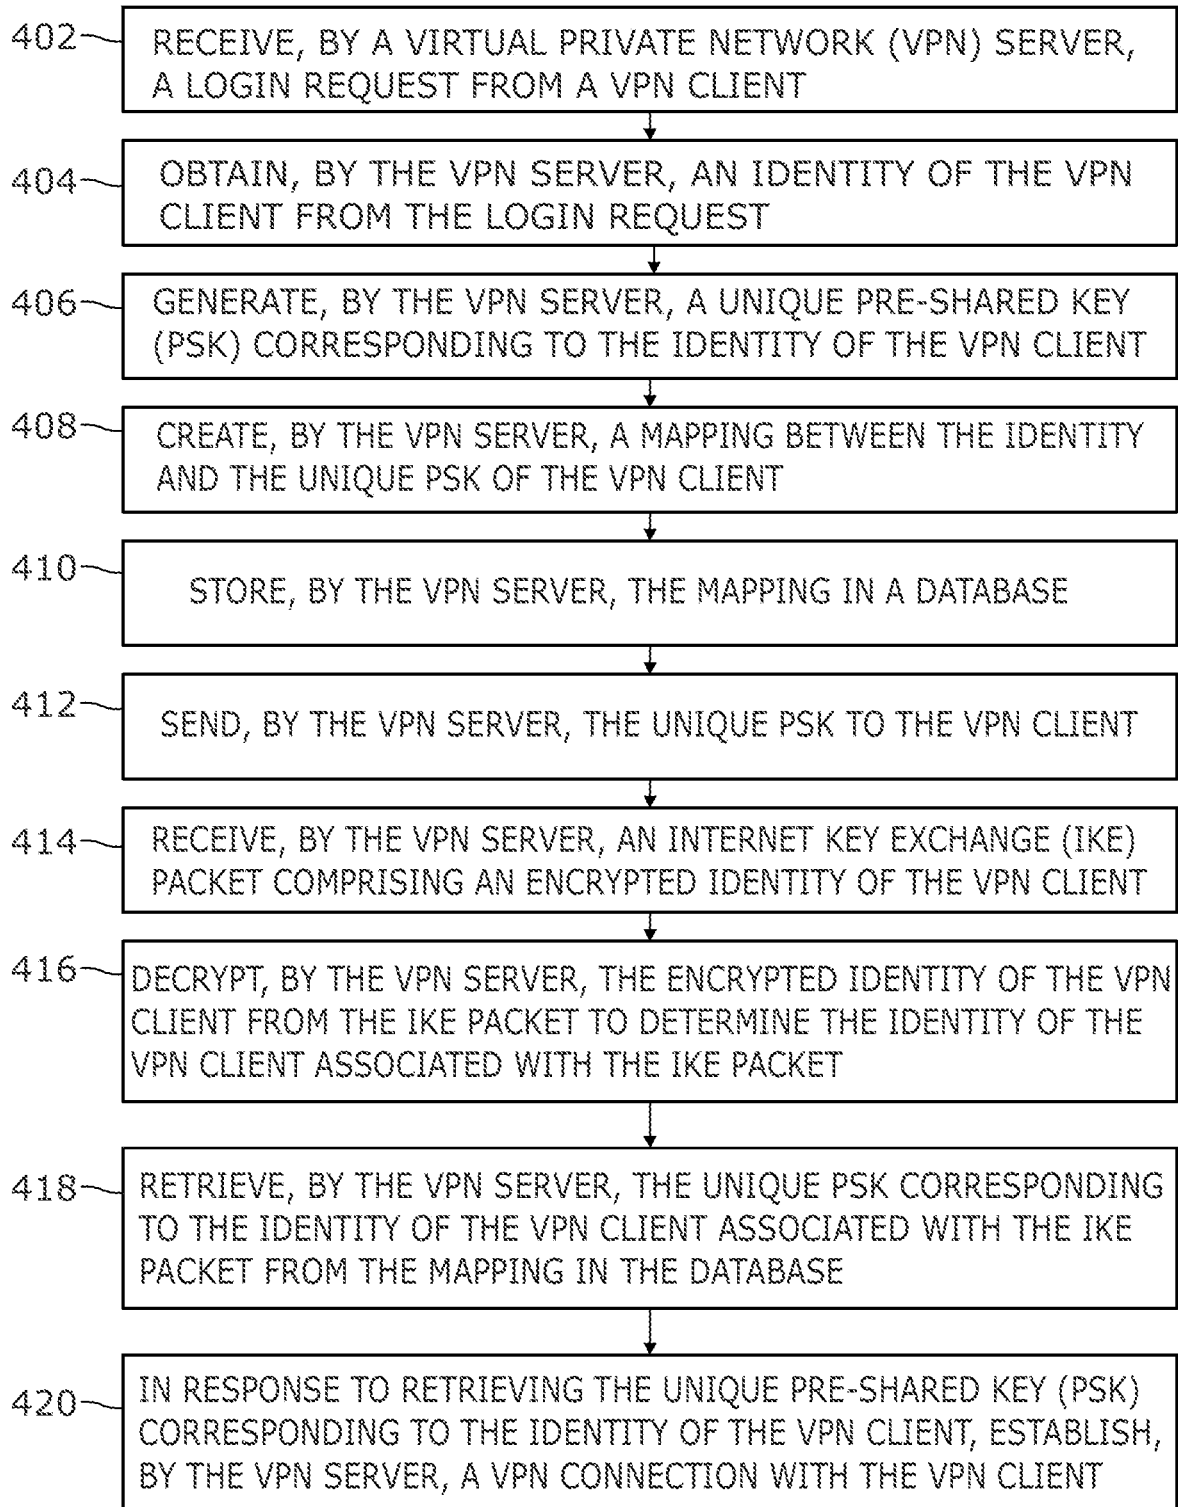 402
RECEIVE, BY A VIRTUAL PRIVATE NETWORK (VPN) SERVER,
A LOGIN REQUEST FROM A VPN CLIENT
404
OBTAIN, BY THE VPN SERVER, AN IDENTITY OF THE VPN
CLIENT FROM THE LOGIN REQUEST
406
GENERATE, BY THE VPN SERVER, A UNIQUE PRE-SHARED KEY
(PSK) CORRESPONDING TO THE IDENTITY OF THE VPN CLIENT
408
CREATE, BY THE VPN SERVER, A MAPPING BETWEEN THE IDENTITY
AND THE UNIQUE PSK OF THE VPN CLIENT
410
STORE, BY THE VPN SERVER, THE MAPPING IN A DATABASE
412
SEND, BY THE VPN SERVER, THE UNIQUE PSK TO THE VPN CLIENT
414
RECEIVE, BY THE VPN SERVER, AN INTERNET KEY EXCHANGE (IKE)
PACKET COMPRISING AN ENCRYPTED IDENTITY OF THE VPN CLIENT
416
DECRYPT, BY THE VPN SERVER, THE ENCRYPTED IDENTITY OF THE VPN
CLIENT FROM THE IKE PACKET TO DETERMINE THE IDENTITY OF THE
VPN CLIENT ASSOCIATED WITH THE IKE PACKET
418
RETRIEVE, BY THE VPN SERVER, THE UNIQUE PSK CORRESPONDING
TO THE IDENTITY OF THE VPN CLIENT ASSOCIATED WITH THE IKE
PACKET FROM THE MAPPING IN THE DATABASE
420
IN RESPONSE TO RETRIEVING THE UNIQUE PRE-SHARED KEY (PSK)
CORRESPONDING TO THE IDENTITY OF THE VPN CLIENT, ESTABLISH,
BY THE VPN SERVER, A VPN CONNECTION WITH THE VPN CLIENT